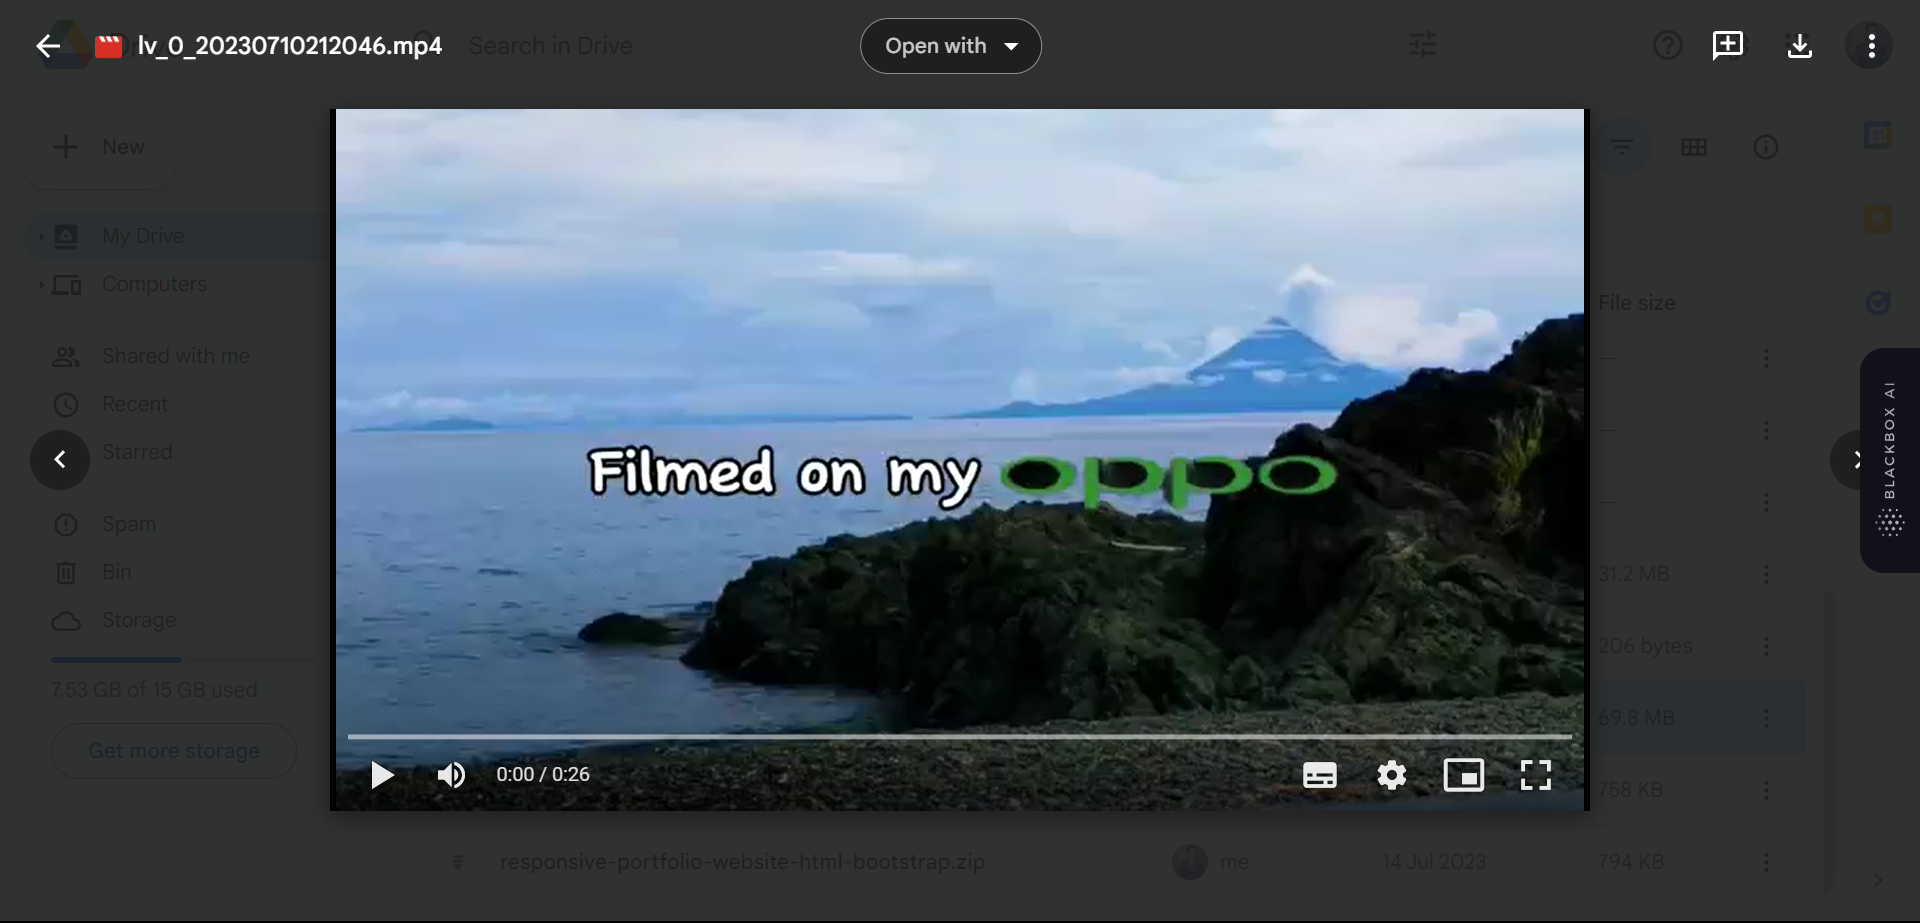 lv_0_20230710212046.mp4
Drive
Search in Drive
Open with
New
My Drive
Computers
Shared with me
Recent
Starred
Spam
Bin
Storage
7.53 GB of 15 GB used
Get more storage
Filmed on my oppo
0:00 / 0:26
File size
—
—
—
31.2 MB
206 bytes
69.8 MB
758 KB
responsive-portfolio-website-html-bootstrap.zip me 14 Jul 2023 794 KB
31
BLACKBOX AI